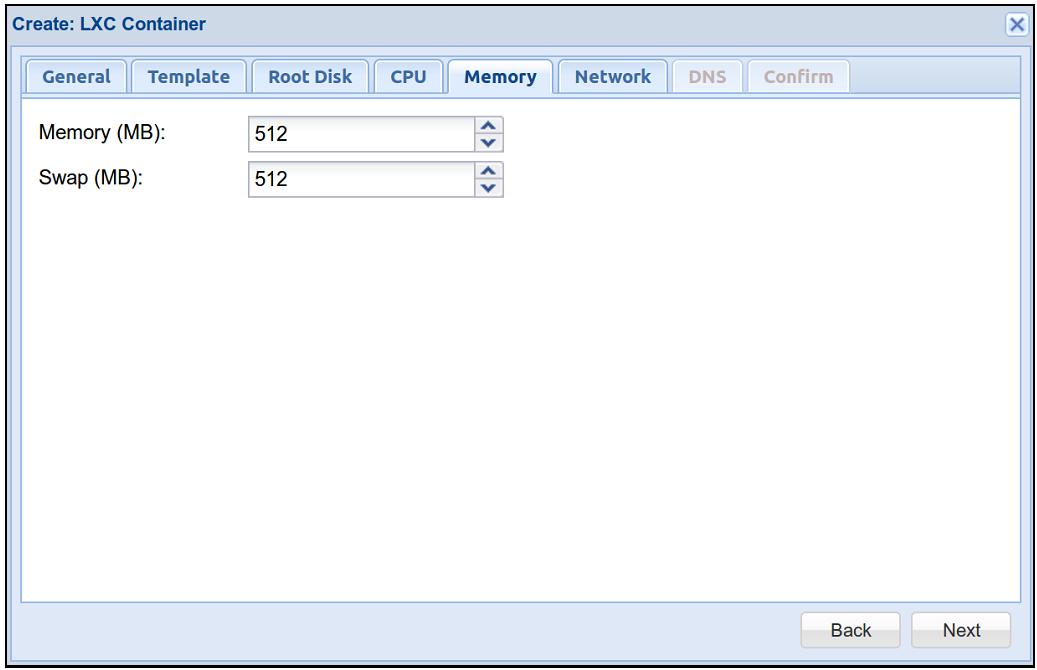 Create: LXC Container
General Template Root Disk CPU Memory Network DNS Confirm
Memory (MB): 512
Swap (MB): 512
Back Next